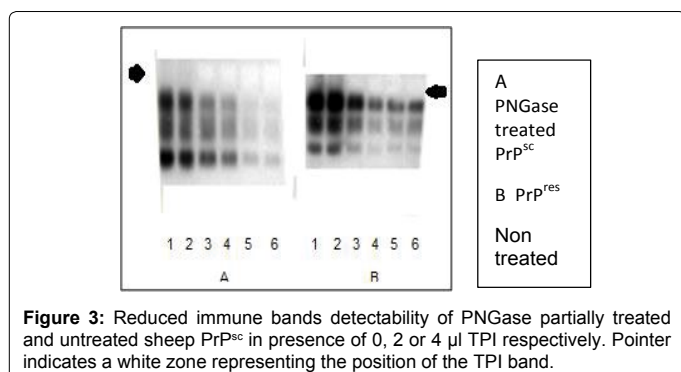 1 2 3 4 5 6
A
1 2 3 4 5 6
B
A
PNGase
treated
PrPsc
B PrPres
Non
treated
Figure 3: Reduced immune bands detectability of PNGase partially treated
and untreated sheep PrPsc in presence of 0, 2 or 4 µl TPI respectively. Pointer
indicates a white zone representing the position of the TPI band.